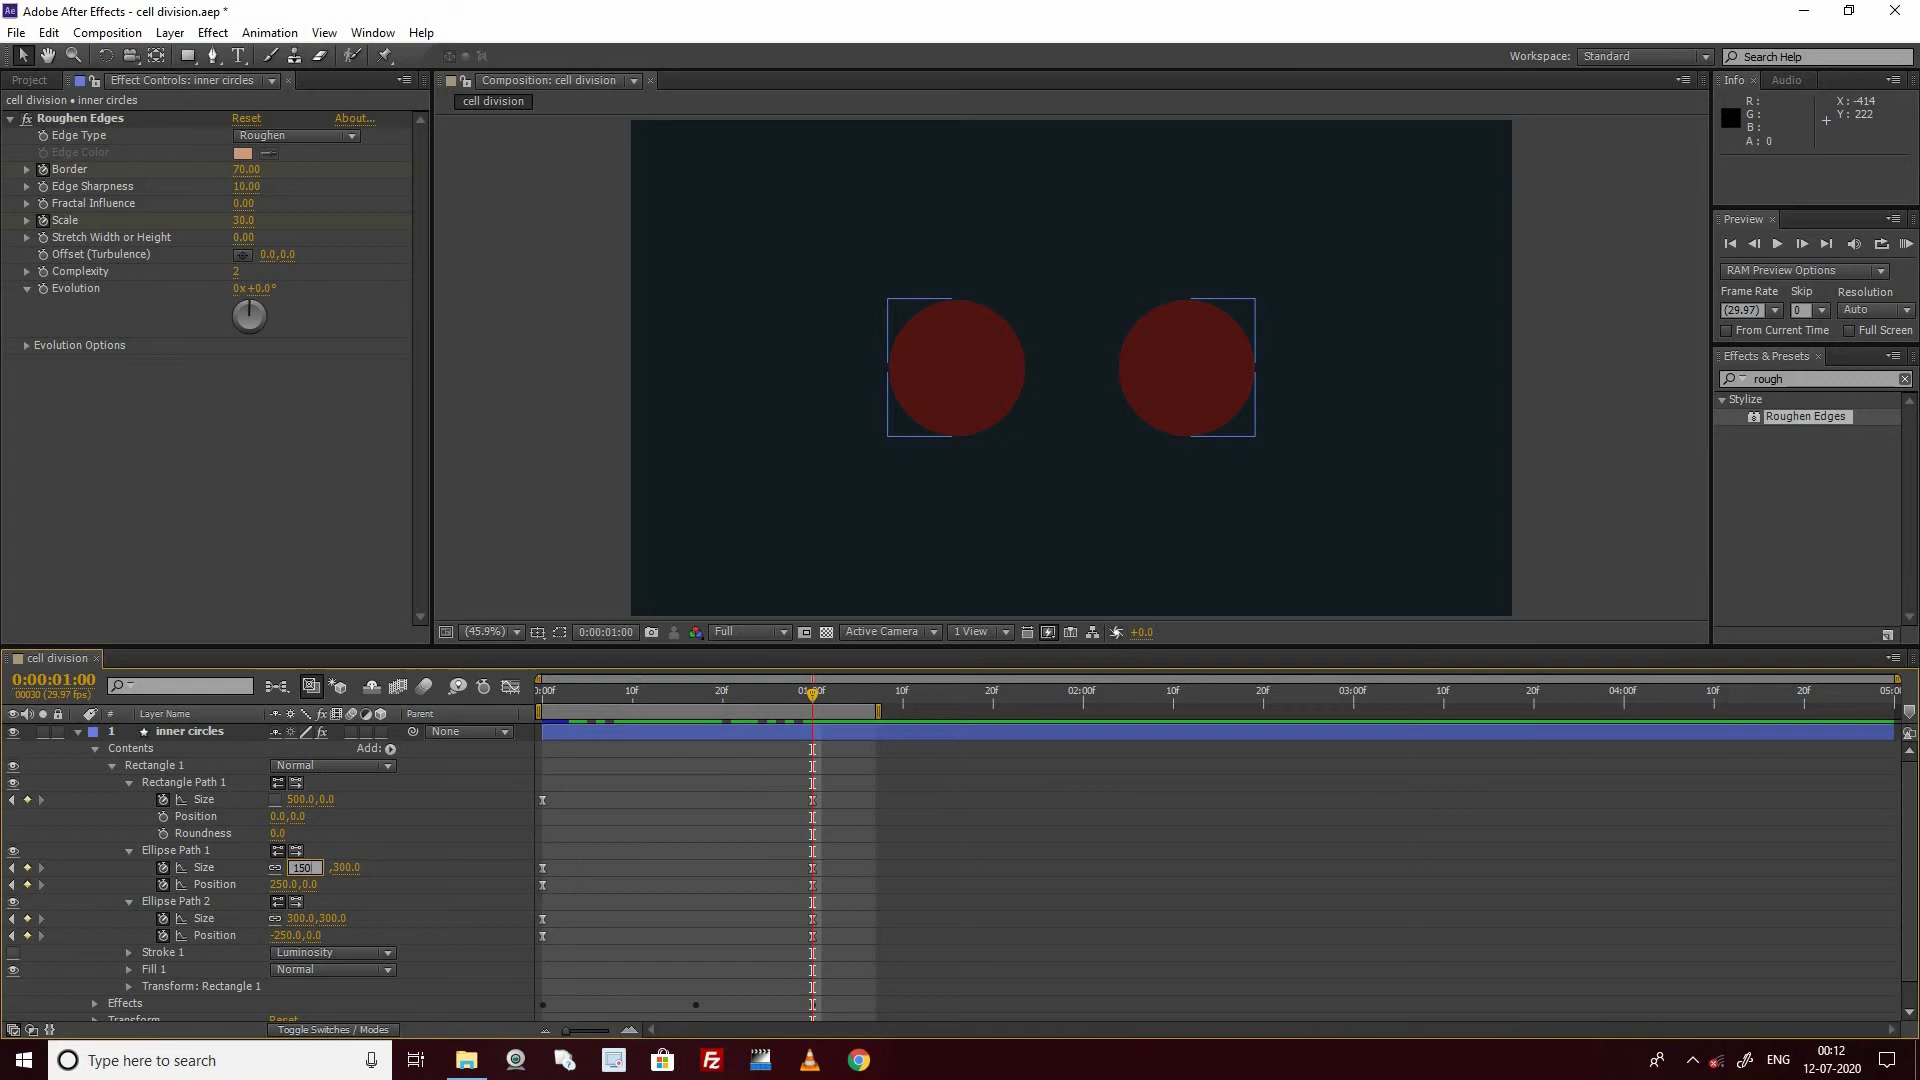 Adobe After Effects - cell division.aep *
File Edit Composition Layer Effect Animation View Window Help
Workspace: Standard Search Help
Project Effect Controls: inner circles
Composition: cell division
Info Audio
cell division • inner circles
cell division
R: X: -414
G: Y: 222
B:
A: 0
Roughen Edges Reset About...
Edge Type Roughen
Edge Color
Border 70.00
Edge Sharpness 10.00
Fractal Influence 0.00
Scale 30.0
Stretch Width or Height 0.00
Offset (Turbulence) 0.0,0.0
Complexity 2
Evolution 0x+0.0°
Evolution Options
Preview
RAM Preview Options
Frame Rate Skip Resolution
(29.97) 0 Auto
From Current Time Full Screen
Effects & Presets
rough
Stylize
Roughen Edges
(45.9%) 0:00:01:00 Full Active Camera 1 View +0.0
cell division
0:00:01:00
00030 (29.97 fps)
0:00f 10f 20f 01:00f 10f 20f 02:00f 10f 20f 03:00f 10f 20f 04:00f 10f 20f 05:0
# Layer Name Parent
1 inner circles None
Contents Add:
Rectangle 1 Normal
Rectangle Path 1
Size 500.0,0.0
Position 0.0,0.0
Roundness 0.0
Ellipse Path 1
Size 150 ,300.0
Position 250.0,0.0
Ellipse Path 2
Size 300.0,300.0
Position -250.0,0.0
Stroke 1 Luminosity
Fill 1 Normal
Transform: Rectangle 1
Effects
Transform Reset
Toggle Switches / Modes
Type here to search
ENG
00:12
12-07-2020